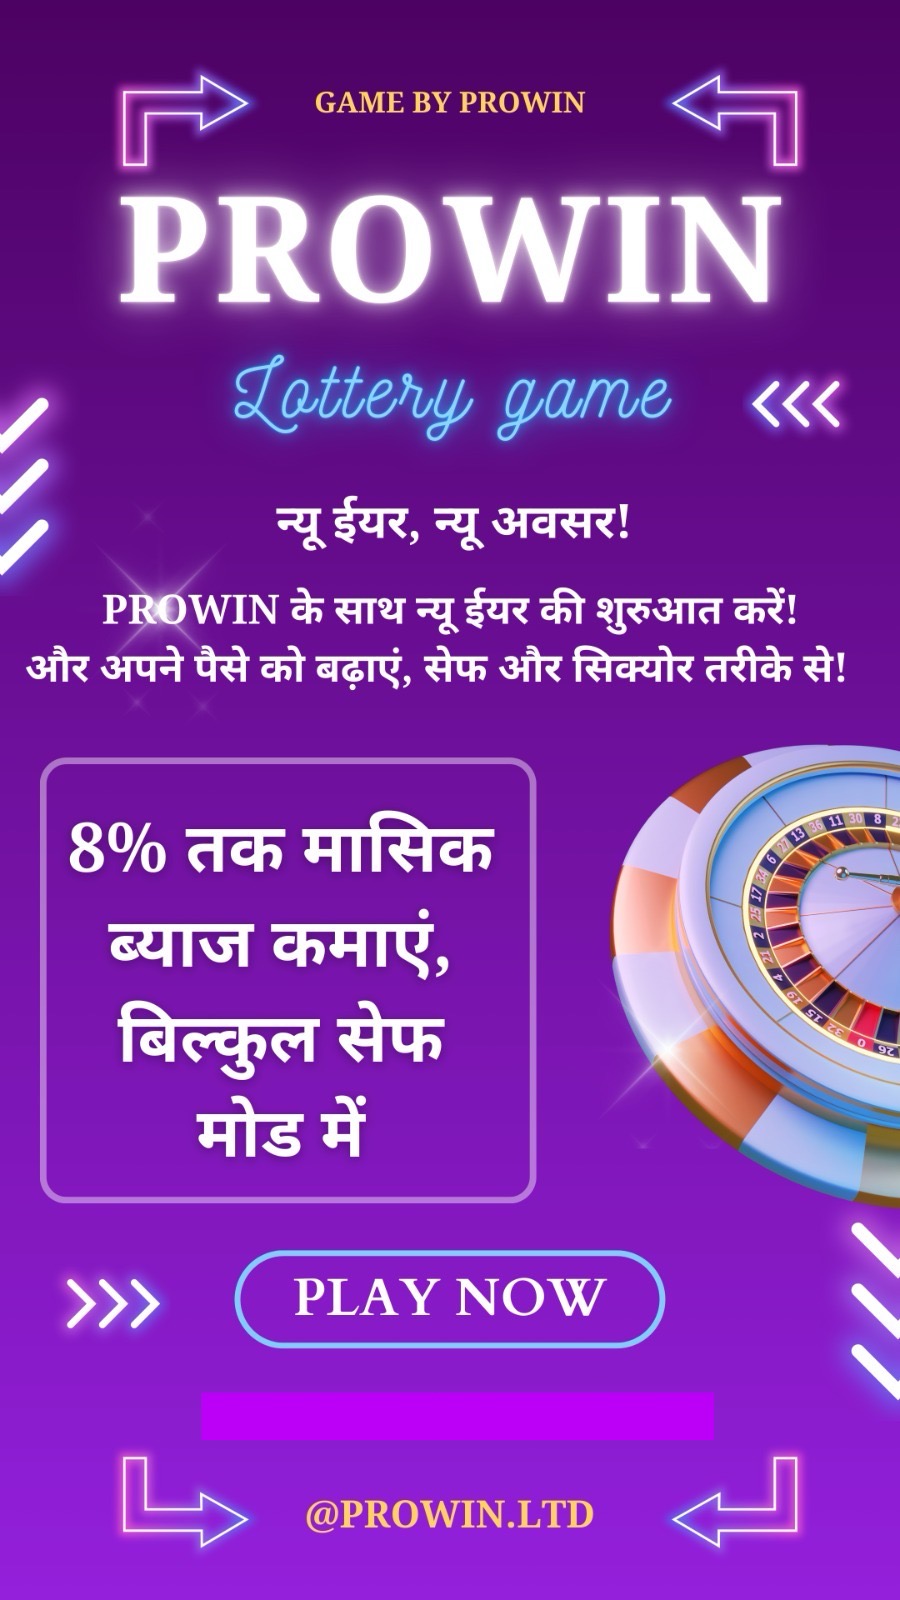 GAME BY PROWIN
PROWIN
Lottery game
न्यू ईयर, न्यू अवसर!
PROWIN के साथ न्यू ईयर की शुरुआत करें!
और अपने पैसे को बढ़ाएं, सेफ और सिक्योर तरीके से!
8% तक मासिक
ब्याज कमाएं,
बिल्कुल सेफ
मोड में
PLAY NOW
@PROWIN.LTD